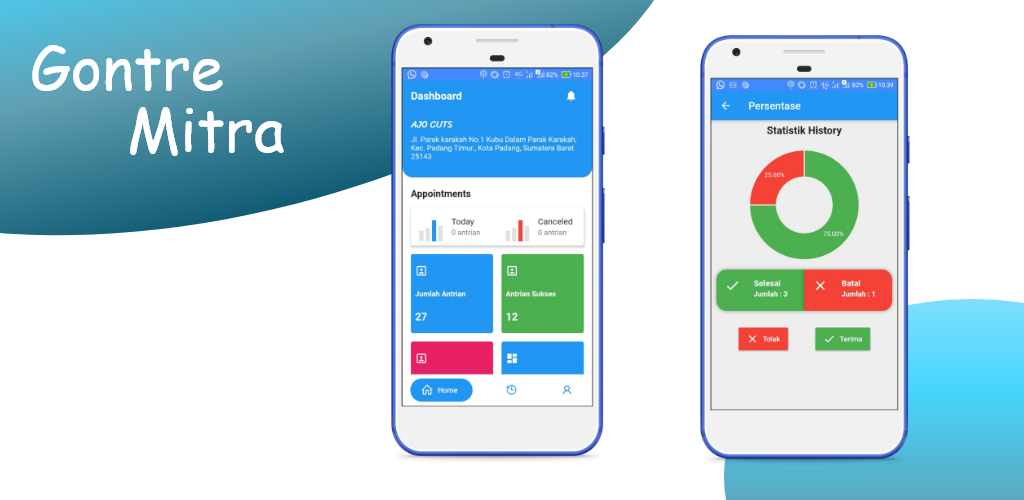 Gontre
Mitra
4G 82% 10.37
Dashboard
AJO CUTS
Jl. Parak karakah No.1 Kubu Dalam Parak Karakah,
Kec. Padang Timur., Kota Padang, Sumatera Barat
25143
Appointments
Today
0 antrian
Canceled
0 antrian
Jumlah Antrian
27
Antrian Sukses
12
Home
4G 82% 10.39
Persentase
Statistik History
25.00%
75.00%
Selesai
Jumlah : 3
Batal
Jumlah : 1
Tolak
Terima